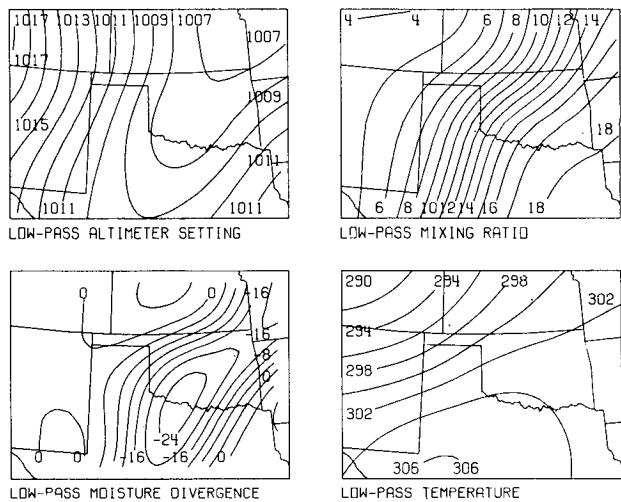 1017 1013 1011 1009 1007
1007
1017
1009
1015
1011
1011 1011
LOW-PASS ALTIMETER SETTING
4 4 6 8 10 12 14
18
6 8 10 12 14 16 18
LOW-PASS MIXING RATIO
0 0 -16
-16
-8
0
-24
0 0 -16 -16 0
LOW-PASS MOISTURE DIVERGENCE
290 294 298
302
294
298
302
306 306
LOW-PASS TEMPERATURE